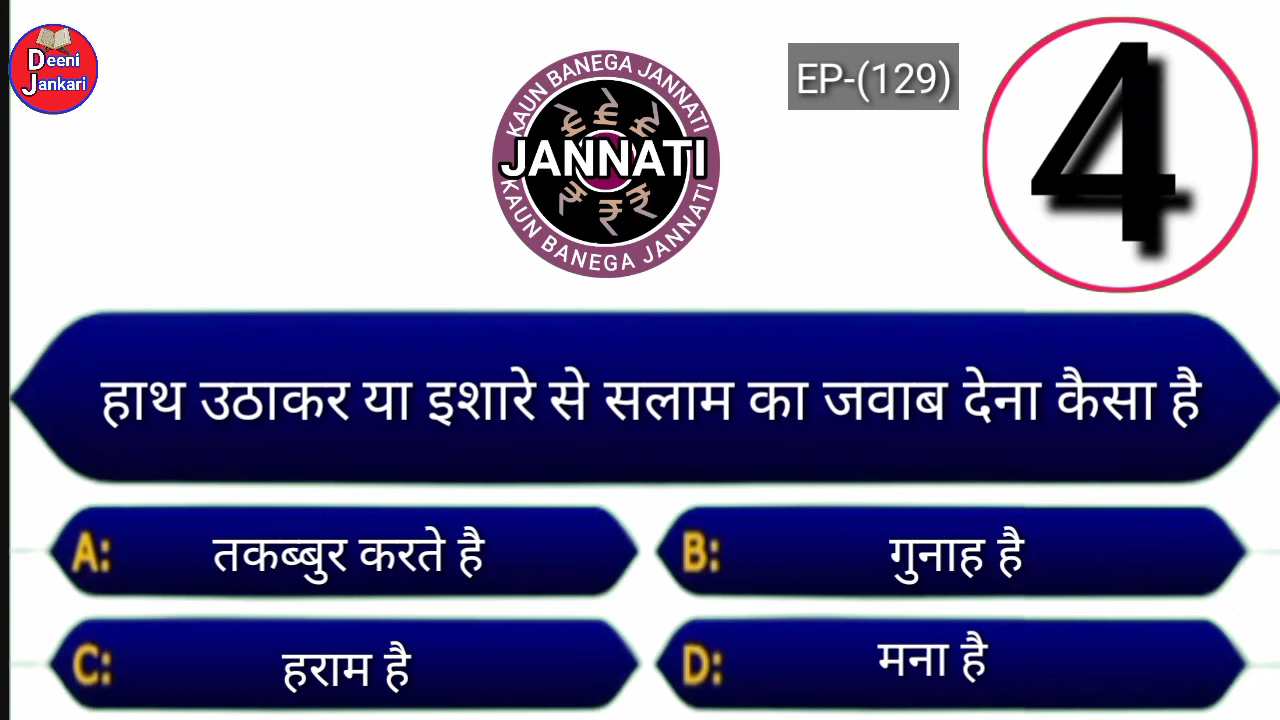 Deeni
Jankari
KAUN BANEGA JANNATI
JANNATI
KAUN BANEGA JANNATI
EP-(129)
4
हाथ उठाकर या इशारे से सलाम का जवाब देना कैसा है
A: तकब्बुर करते है
B: गुनाह है
C: हराम है
D: मना है